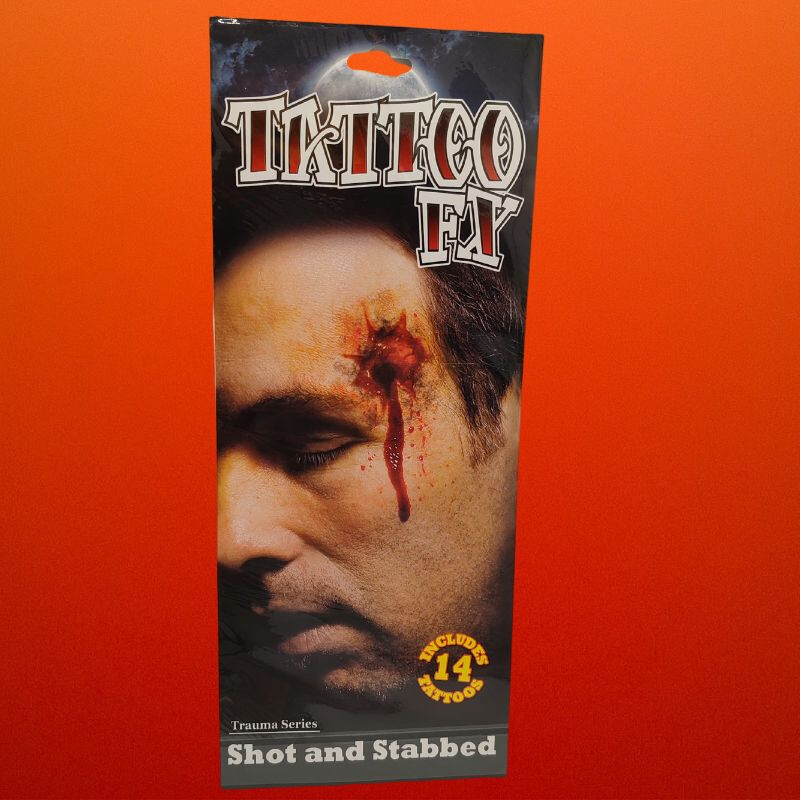 TATTOO
FX
INCLUDES
14
TATTOOS
Trauma Series
Shot and Stabbed